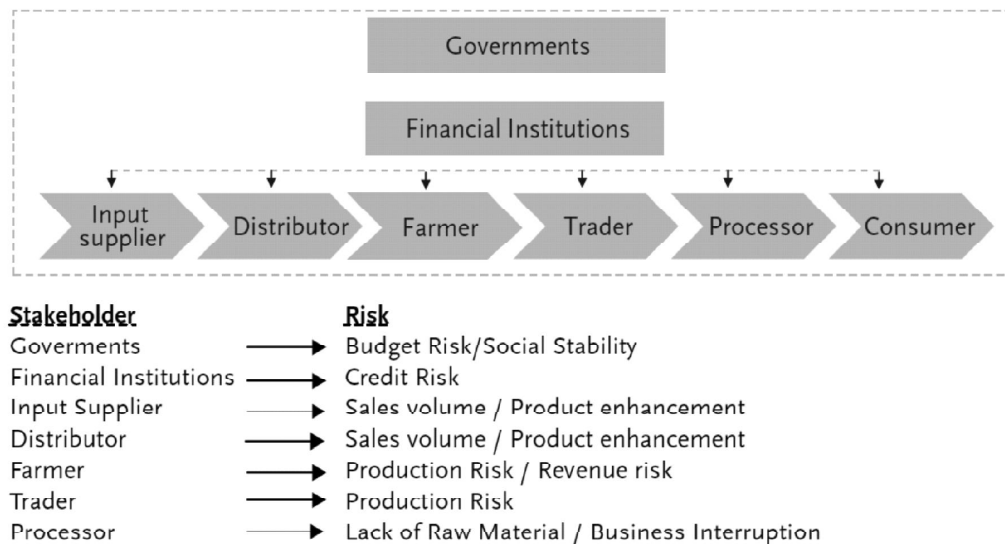 Governments
Financial Institutions
Input
supplier
Distributor
Farmer
Trader
Processor
Consumer
Stakeholder Risk
Goverments Budget Risk/Social Stability
Financial Institutions Credit Risk
Input Supplier Sales volume / Product enhancement
Distributor Sales volume / Product enhancement
Farmer Production Risk / Revenue risk
Trader Production Risk
Processor Lack of Raw Material / Business Interruption